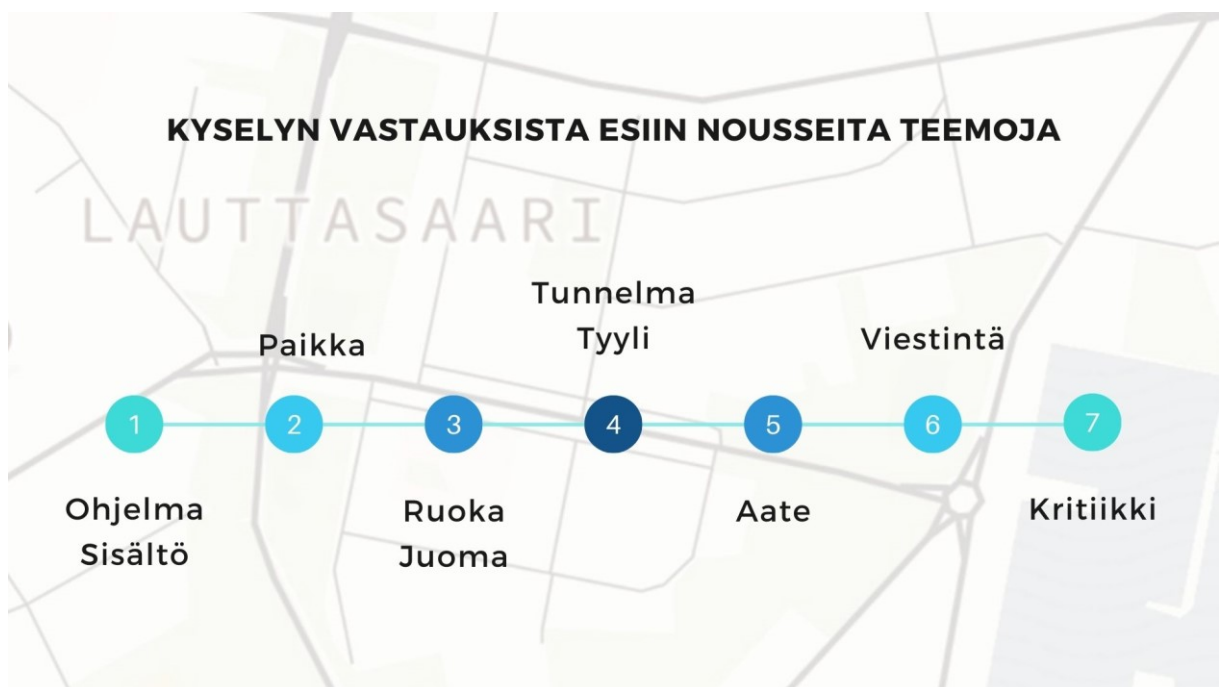 KYSELYN VASTAUKSISTA ESIIN NOUSSEITA TEEMOJA
LAUTTASAARI
1
Ohjelma
Sisältö
2
Paikka
3
Ruoka
Juoma
4
Tunnelma
Tyyli
5
Aate
6
Viestintä
7
Kritiikki